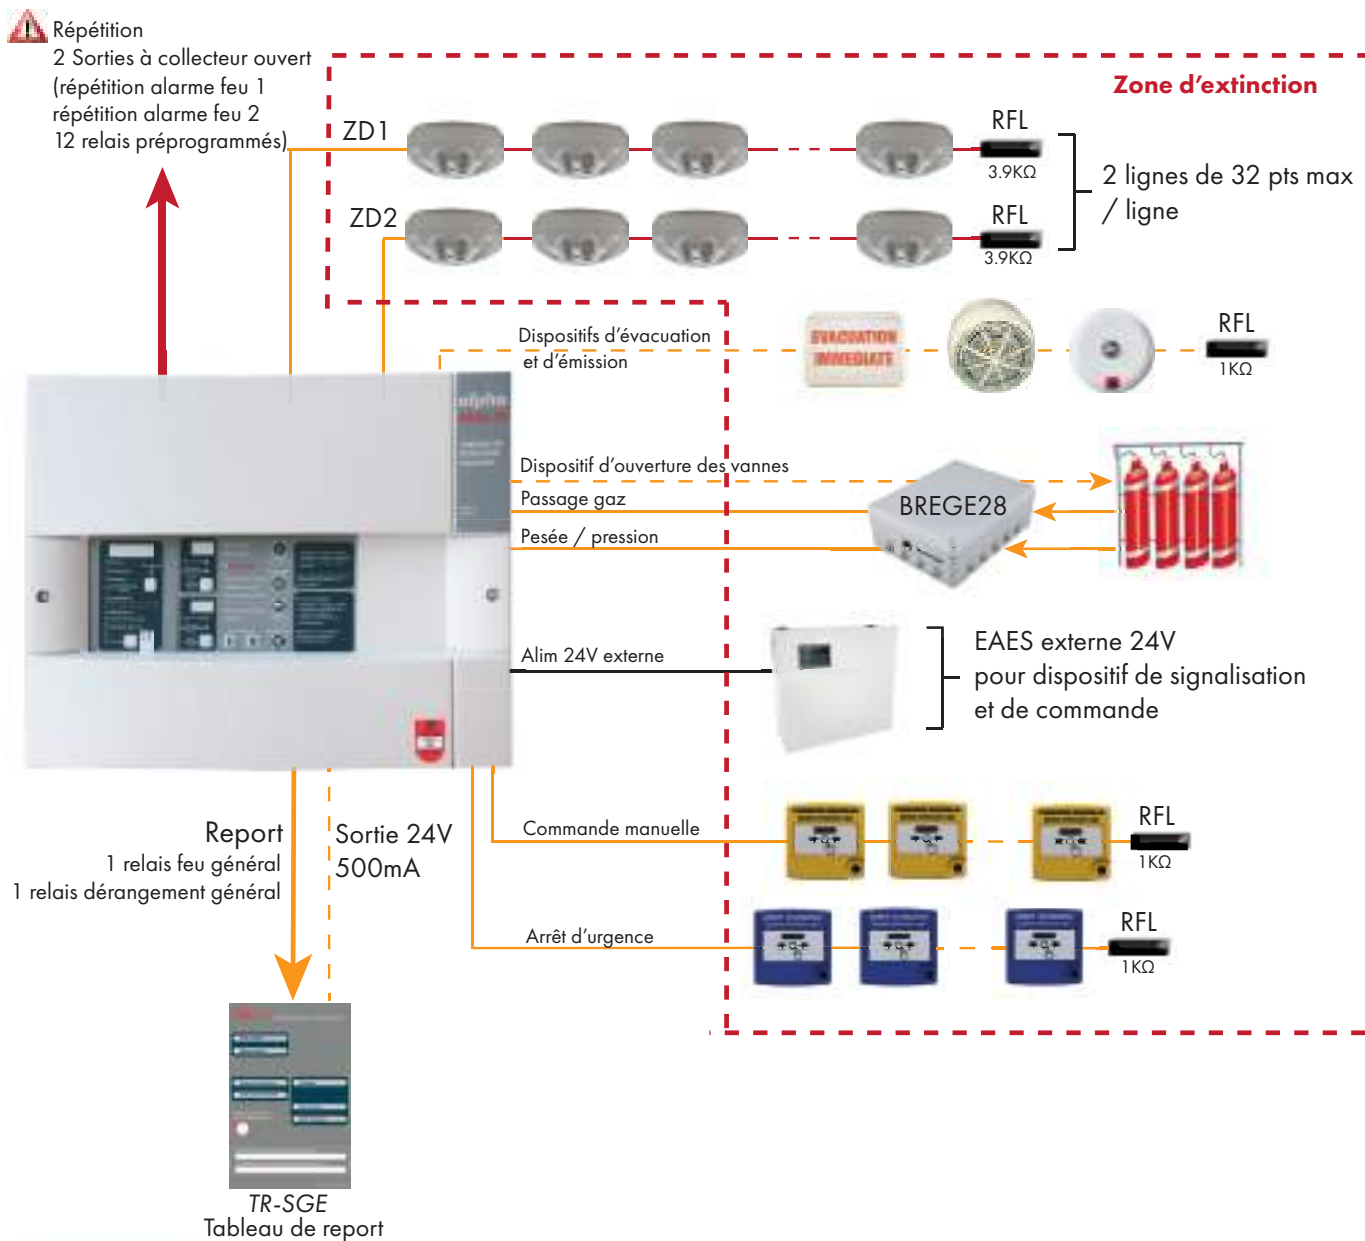 Répétition
2 Sorties à collecteur ouvert
(répétition alarme feu 1
répétition alarme feu 2
12 relais préprogrammés)
Zone d'extinction
ZD1
RFL
3.9KΩ
ZD2
RFL
3.9KΩ
2 lignes de 32 pts max
/ ligne
Dispositifs d'évacuation
et d'émission
EVACUATION
IMMEDIATE
RFL
1KΩ
alpha
Dispositif d'ouverture des vannes
Passage gaz
Pesée / pression
BREGE28
Alim 24V externe
EAES externe 24V
pour dispositif de signalisation
et de commande
Report
1 relais feu général
1 relais dérangement général
Sortie 24V
500mA
Commande manuelle
RFL
1KΩ
Arrêt d'urgence
RFL
1KΩ
TR-SGE
Tableau de report